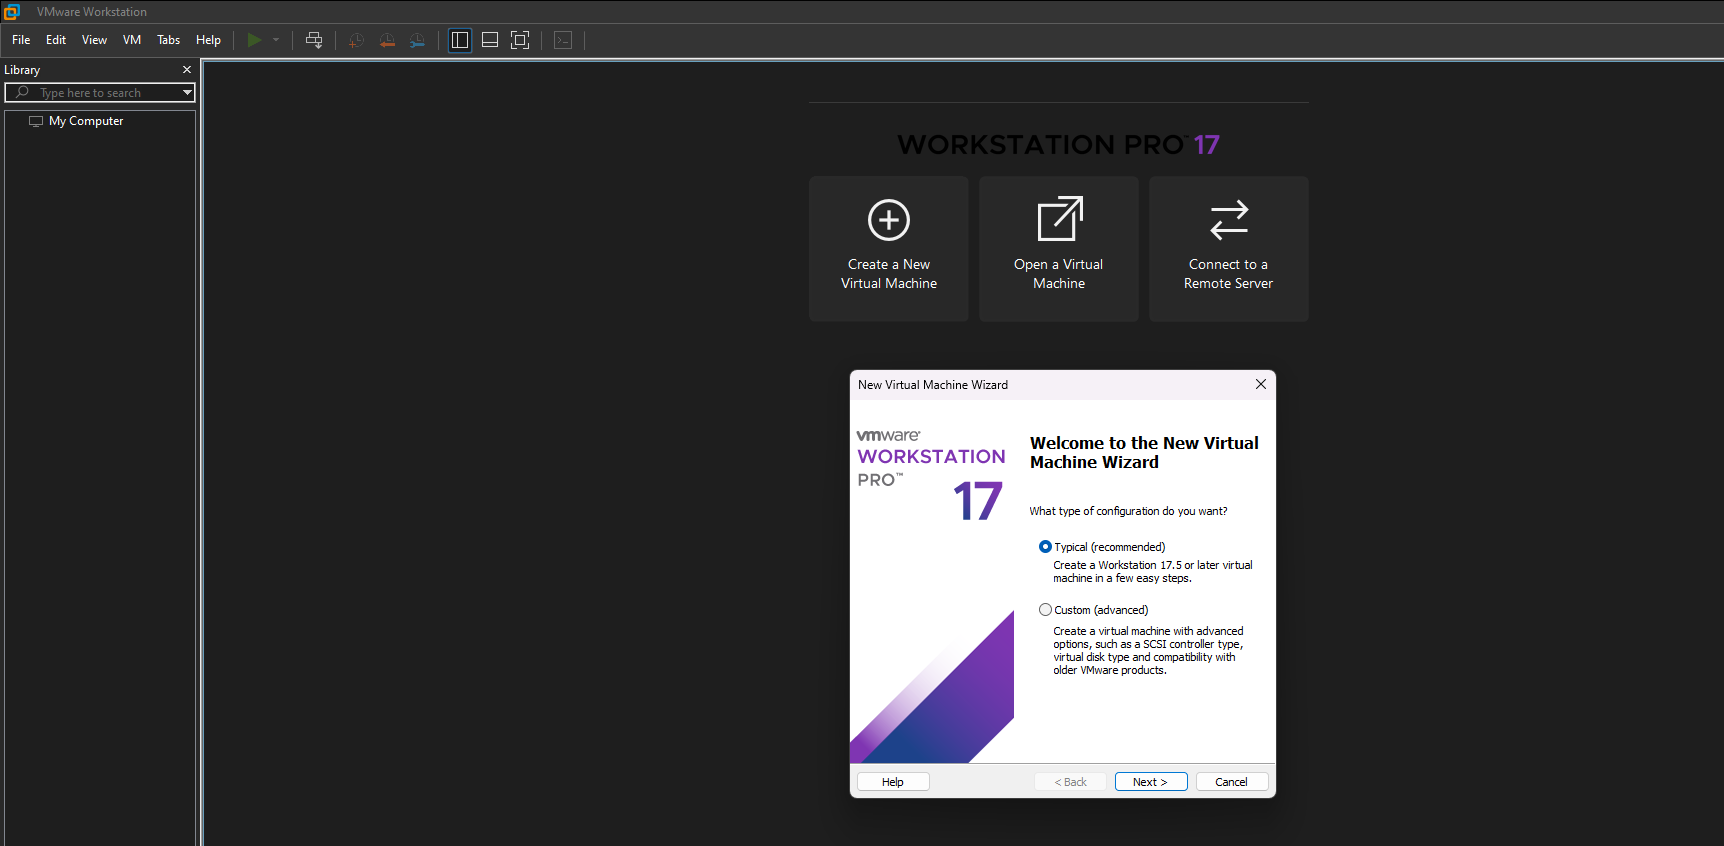 VMware Workstation
File Edit View VM Tabs Help
Library
Type here to search
My Computer
WORKSTATION PRO™ 17
Create a New
Virtual Machine
Open a Virtual
Machine
Connect to a
Remote Server
New Virtual Machine Wizard
vmware®
WORKSTATION
PRO™
17
Welcome to the New Virtual
Machine Wizard
What type of configuration do you want?
Typical (recommended)
Create a Workstation 17.5 or later virtual
machine in a few easy steps.
Custom (advanced)
Create a virtual machine with advanced
options, such as a SCSI controller type,
virtual disk type and compatibility with
older VMware products.
Help < Back Next > Cancel